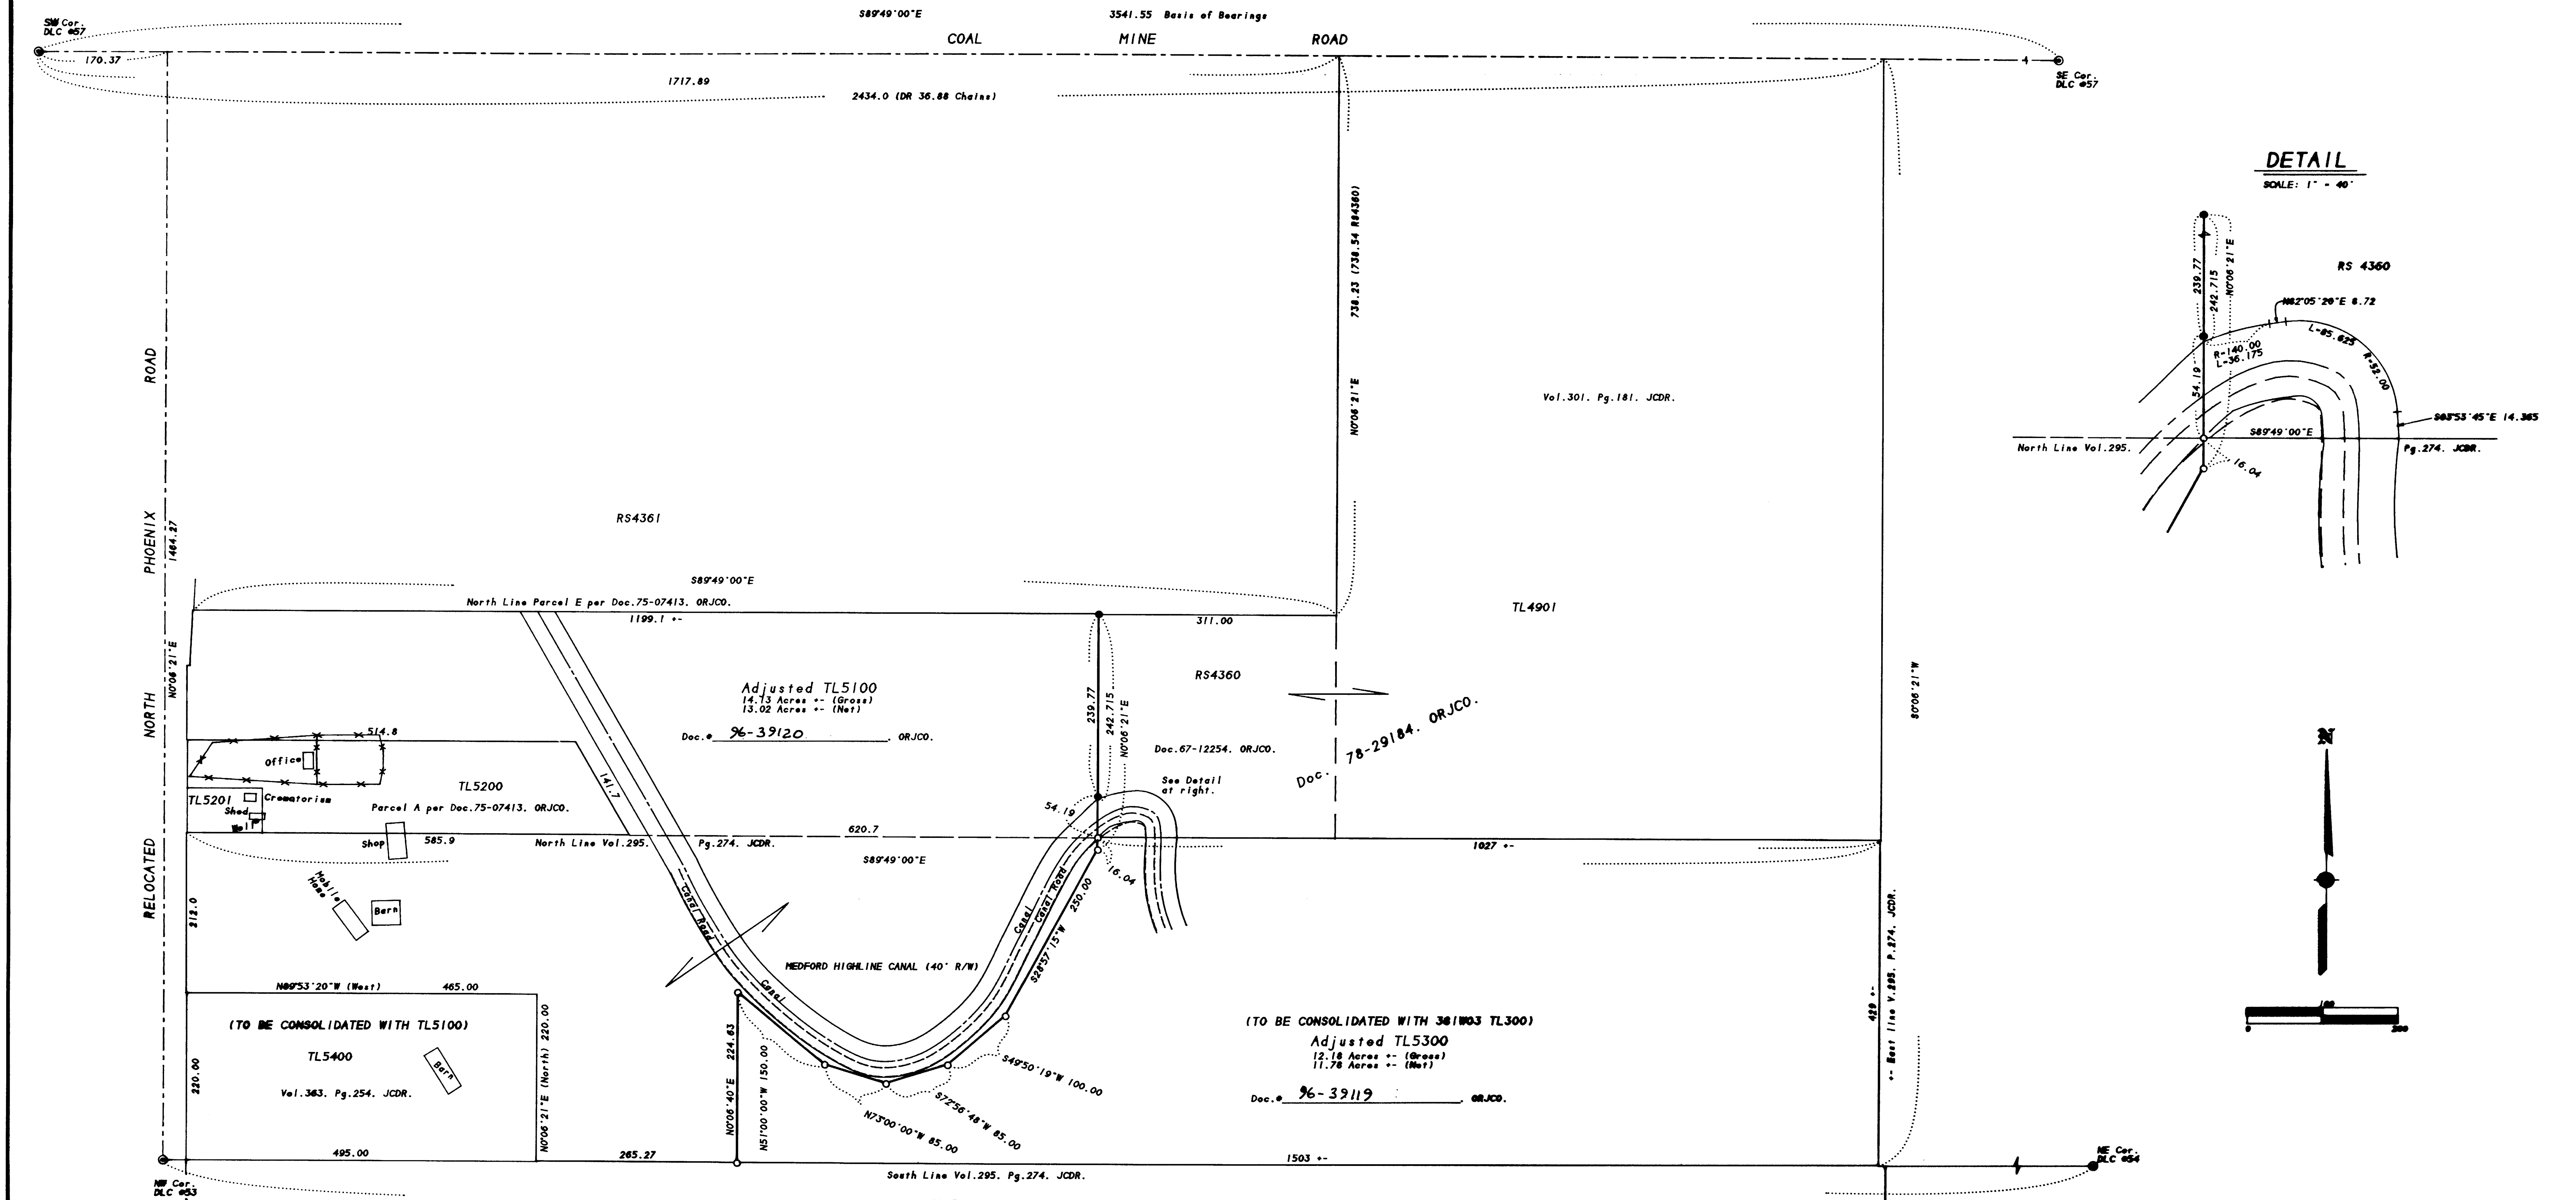 S89°49'00"E
3541.55 Basis of Bearings
SW Cor.
DLC #57
COAL MINE ROAD
170.37
1717.89
2434.0 (DR 36.88 Chains)
SE Cor.
DLC #57
DETAIL
SCALE: 1" = 40'
239.77
242.715
N0°06'21"E
RS 4360
N82°05'20"E 6.72
R=140.00
L=36.175
L=85.625
R=52.00
54.19
S03°53'45"E 14.365
S89°49'00"E
North Line Vol.295.
Pg.274. JCDR.
16.04
738.23 (738.54 RS4360)
N0°06'21"E
Vol.301. Pg.181. JCDR.
RELOCATED NORTH PHOENIX ROAD
1484.27
N0°06'21"E
RS4361
S89°49'00"E
North Line Parcel E per Doc.75-07413. ORJCO.
1199.1 +-
311.00
TL4901
S0°06'21"W
RS4360
Adjusted TL5100
14.13 Acres +- (Gross)
13.02 Acres +- (Net)
Doc.# 96-39120 . ORJCO.
239.77
242.715
N0°06'21"E
Doc.67-12254. ORJCO.
See Detail
at right.
Doc. 78-29184. ORJCO.
514.8
Office
TL5200
Parcel A per Doc.75-07413. ORJCO.
TL5201
Crematorium
Shed
Well
141.7
54.19
620.7
585.9
Shop
North Line Vol.295.
Pg.274. JCDR.
S89°49'00"E
1027 +-
16.04
Mobile
Home
Barn
212.0
Canal Road
Canal
Canal
Canal Road
250.00
S28°57'15"W
MEDFORD HIGHLINE CANAL (40' R/W)
N89°53'20"W (West)
465.00
(TO BE CONSOLIDATED WITH TL5100)
TL5400
Barn
Vol.363. Pg.254. JCDR.
220.00
N0°06'21"E (North) 220.00
224.63
N0°06'40"E
N51°00'00"W 150.00
N73°00'00"W 85.00
S72°56'48"W 85.00
S49°50'19"W 100.00
(TO BE CONSOLIDATED WITH 381W03 TL300)
Adjusted TL5300
12.18 Acres +- (Gross)
11.78 Acres +- (Net)
Doc.# 96-39119 . ORJCO.
429 +-
+- East line V.295. P.274. JCDR.
0
100
200
495.00
265.27
1503 +-
South Line Vol.295. Pg.274. JCDR.
NW Cor.
DLC #53
NE Cor.
DLC #54